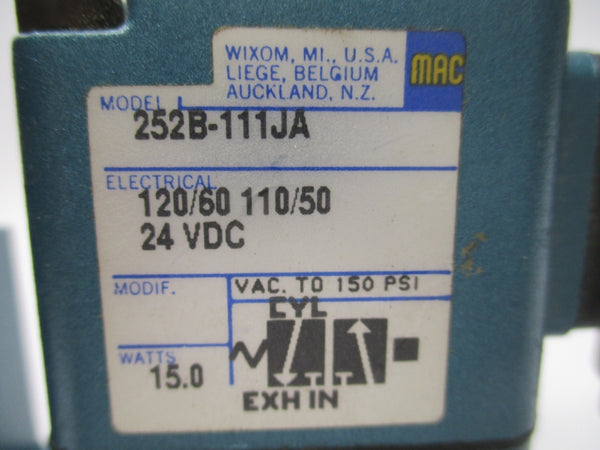 WIXOM, MI., U.S.A.
LIEGE, BELGIUM
AUCKLAND, N.Z.
MAC
MODEL
252B-111JA
ELECTRICAL
120/60 110/50
24 VDC
MODIF.
VAC. TO 150 PSI
CYL
WATTS
15.0
EXH IN